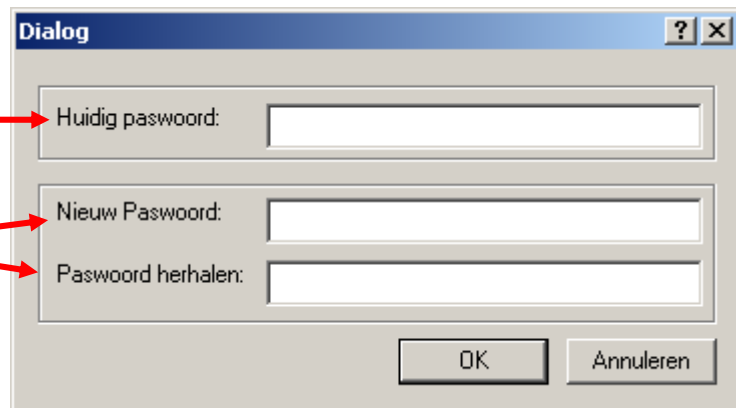 Dialog
Huidig paswoord:
Nieuw Paswoord:
Paswoord herhalen:
OK Annuleren